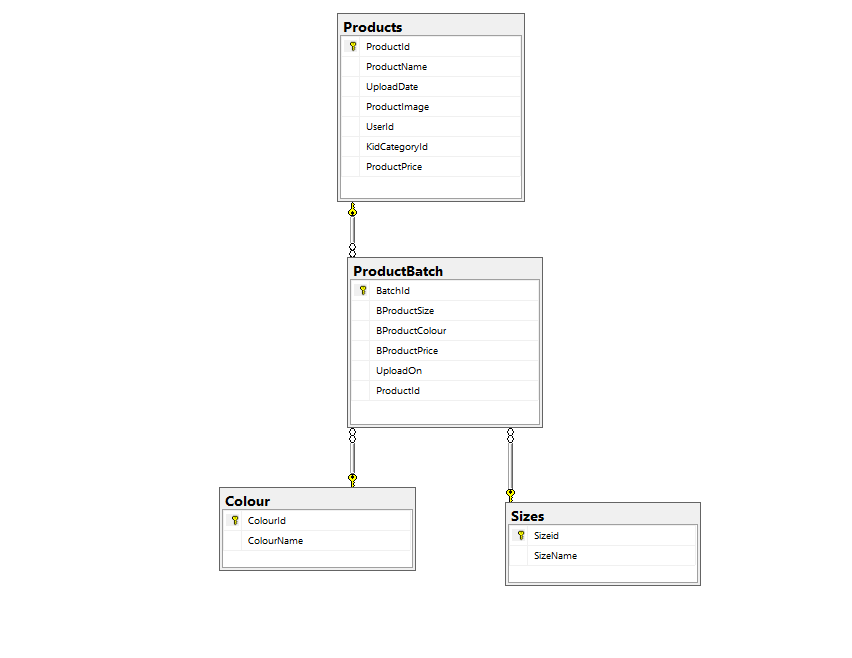 Products
ProductId
ProductName
UploadDate
ProductImage
UserId
KidCategoryId
ProductPrice
ProductBatch
BatchId
BProductSize
BProductColour
BProductPrice
UploadOn
ProductId
Colour
ColourId
ColourName
Sizes
Sizeid
SizeName